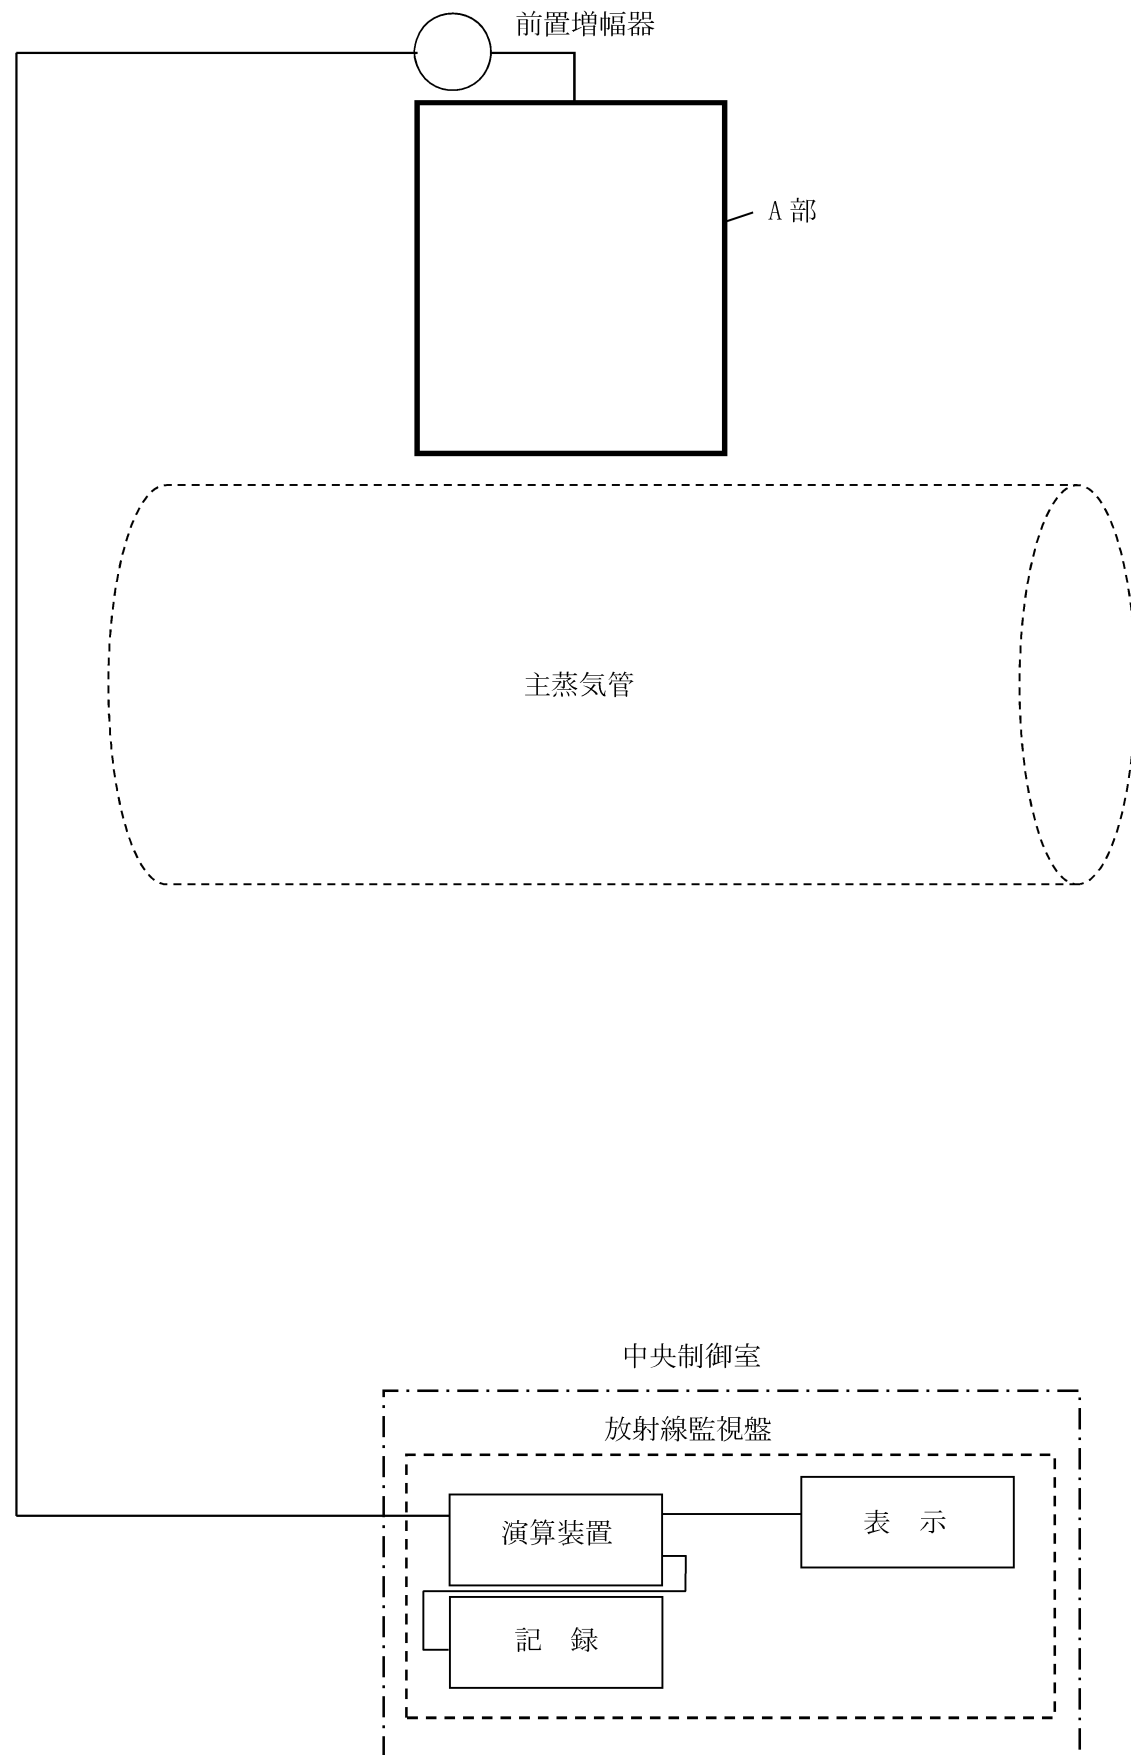 前置増幅器
A 部
主蒸気管
中央制御室
放射線監視盤
表 示
演算装置
記 録